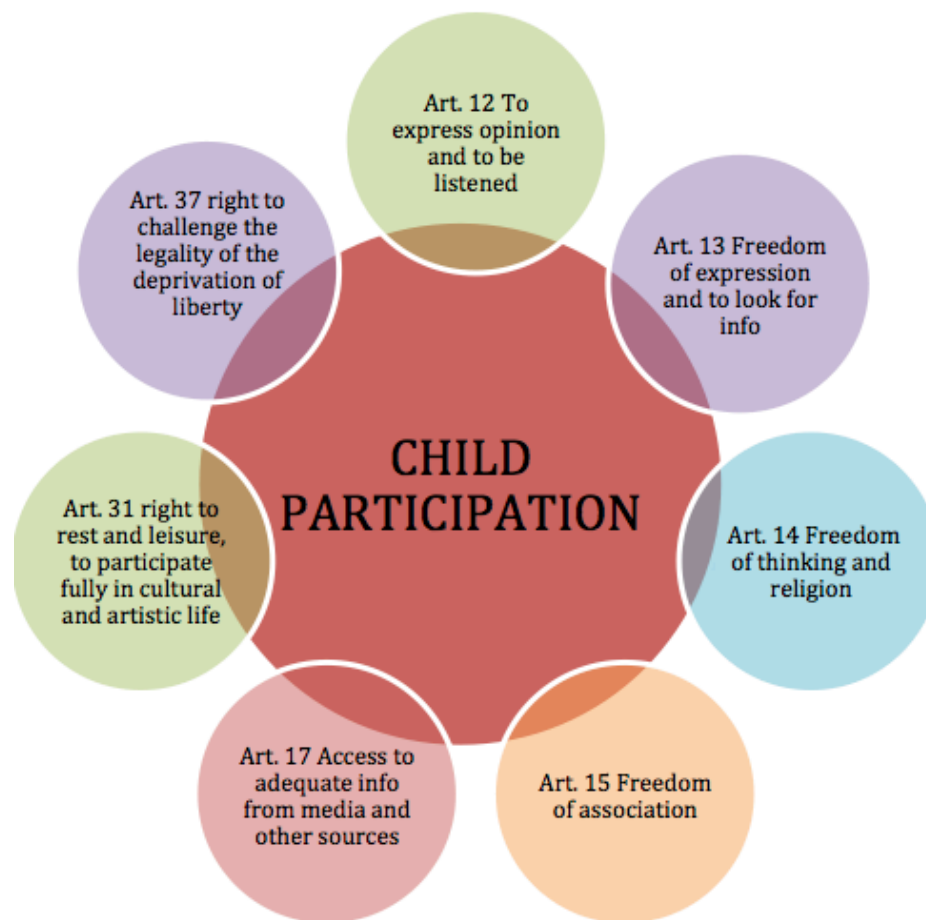 Art. 12 To
express opinion
and to be
listened
Art. 13 Freedom
of expression
and to look for
info
Art. 14 Freedom
of thinking and
religion
Art. 15 Freedom
of association
Art. 17 Access to
adequate info
from media and
other sources
Art. 31 right to
rest and leisure,
to participate
fully in cultural
and artistic life
Art. 37 right to
challenge the
legality of the
deprivation of
liberty
CHILD
PARTICIPATION